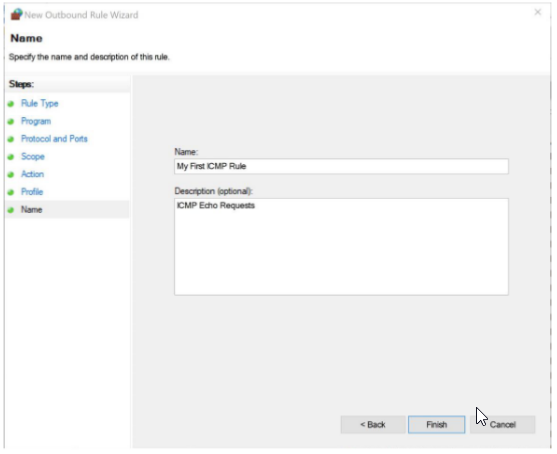 New Outbound Rule Wizard
Name
Specify the name and description of this rule.
Steps:
Rule Type
Program
Protocol and Ports
Scope
Action
Profile
Name
Name:
My First ICMP Rule
Description (optional):
ICMP Echo Requests
< Back
Finish
Cancel